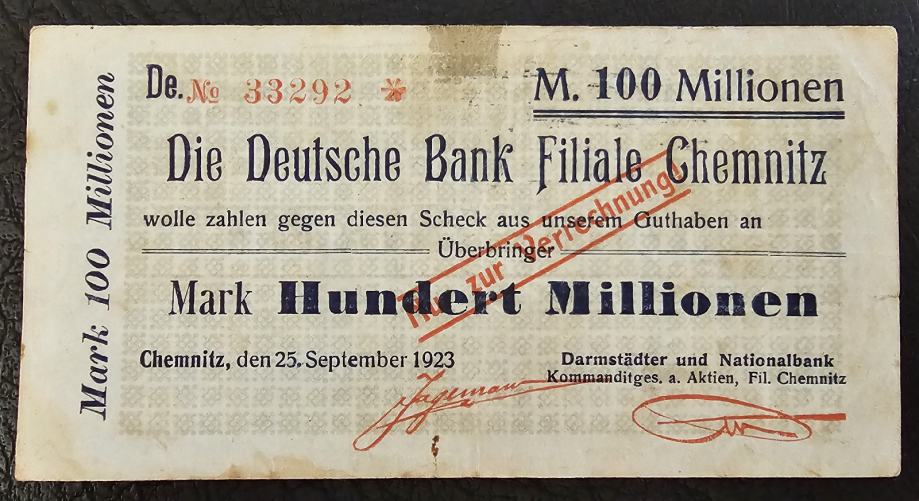 De. № 33292 *
M. 100 Millionen
Die Deutsche Bank Filiale Chemnitz
wolle zahlen gegen diesen Scheck aus unserem Guthaben an
Überbringer
Mark Hundert Millionen
Chemnitz, den 25. September 1923
Darmstädter und Nationalbank
Kommanditges. a. Aktien, Fil. Chemnitz
Nur zur Verrechnung!
Mark 100 Millionen